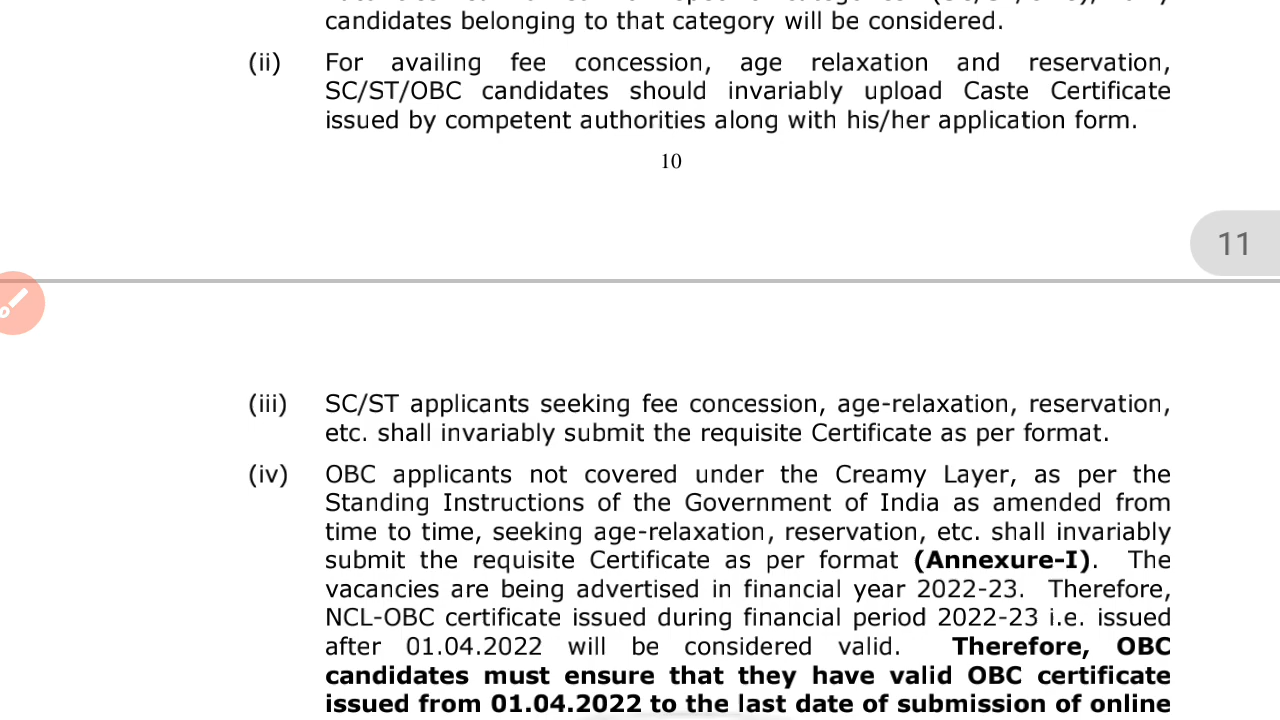 candidates belonging to that category will be considered.
(ii) For availing fee concession, age relaxation and reservation,
SC/ST/OBC candidates should invariably upload Caste Certificate
issued by competent authorities along with his/her application form.
10
11
(iii) SC/ST applicants seeking fee concession, age-relaxation, reservation,
etc. shall invariably submit the requisite Certificate as per format.
(iv) OBC applicants not covered under the Creamy Layer, as per the
Standing Instructions of the Government of India as amended from
time to time, seeking age-relaxation, reservation, etc. shall invariably
submit the requisite Certificate as per format (Annexure-I). The
vacancies are being advertised in financial year 2022-23. Therefore,
NCL-OBC certificate issued during financial period 2022-23 i.e. issued
after 01.04.2022 will be considered valid. Therefore, OBC
candidates must ensure that they have valid OBC certificate
issued from 01.04.2022 to the last date of submission of online